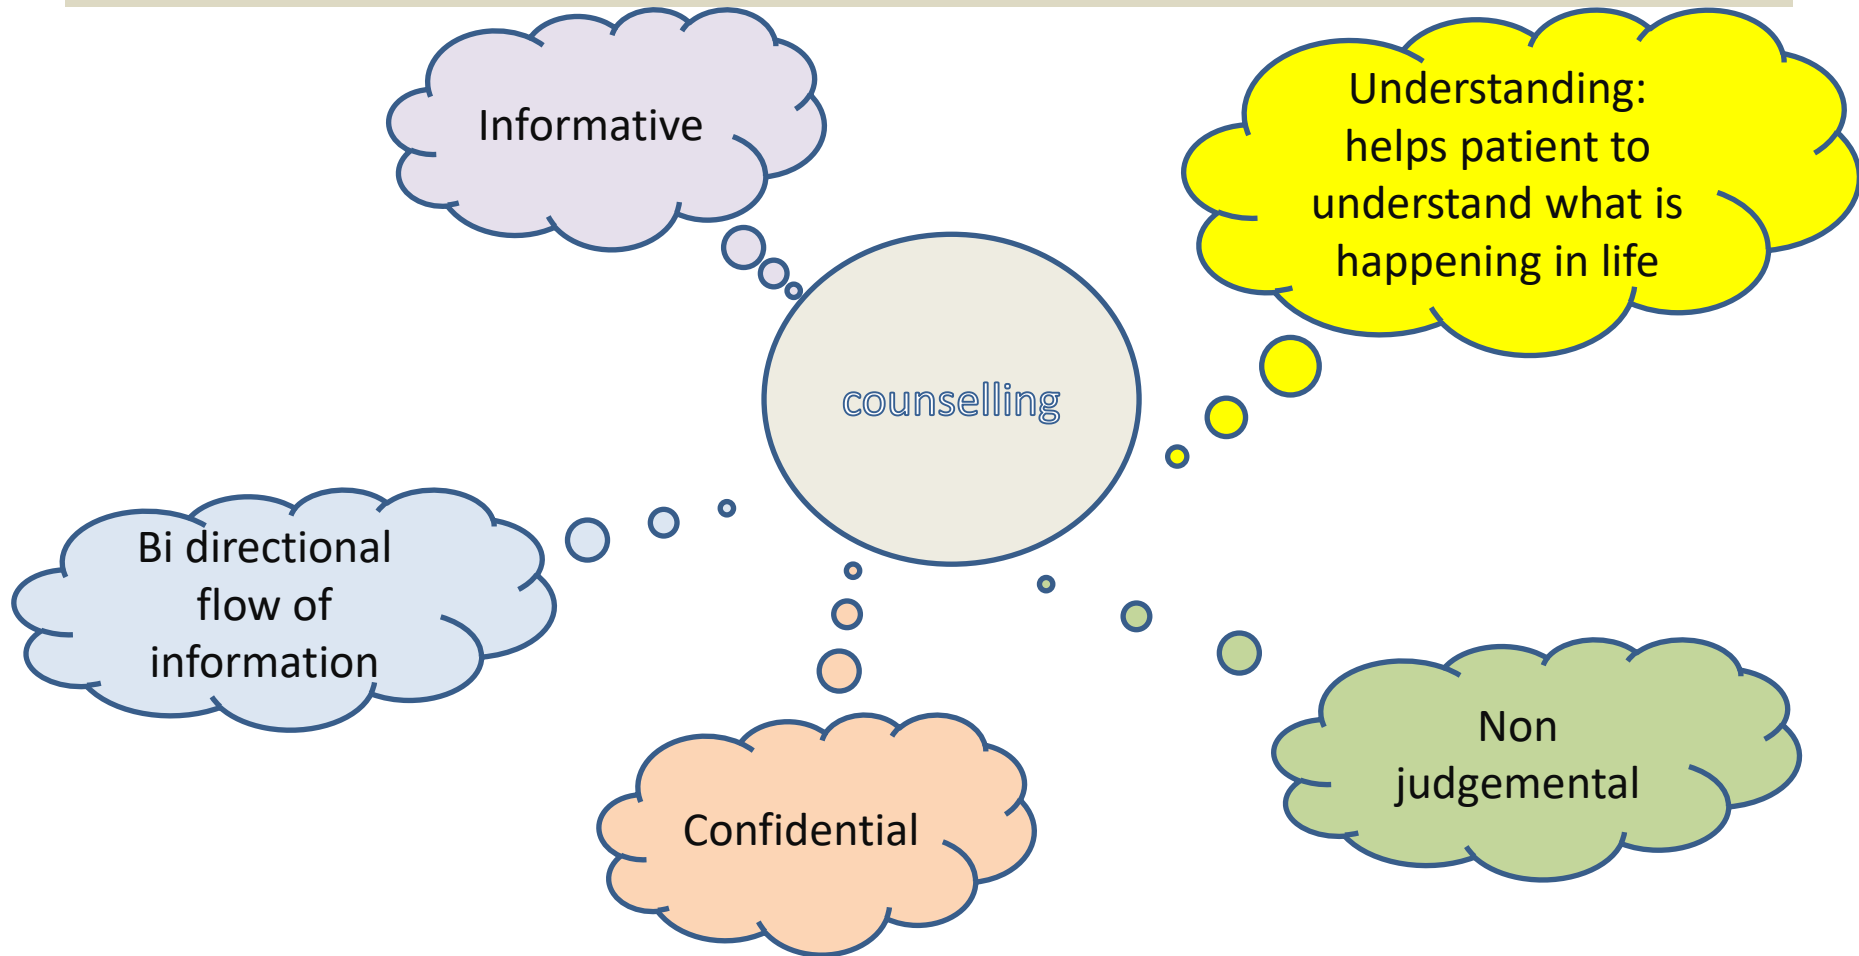 Informative
Understanding:
helps patient to
understand what is
happening in life
counselling
Bi directional
flow of
information
Confidential
Non
judgemental